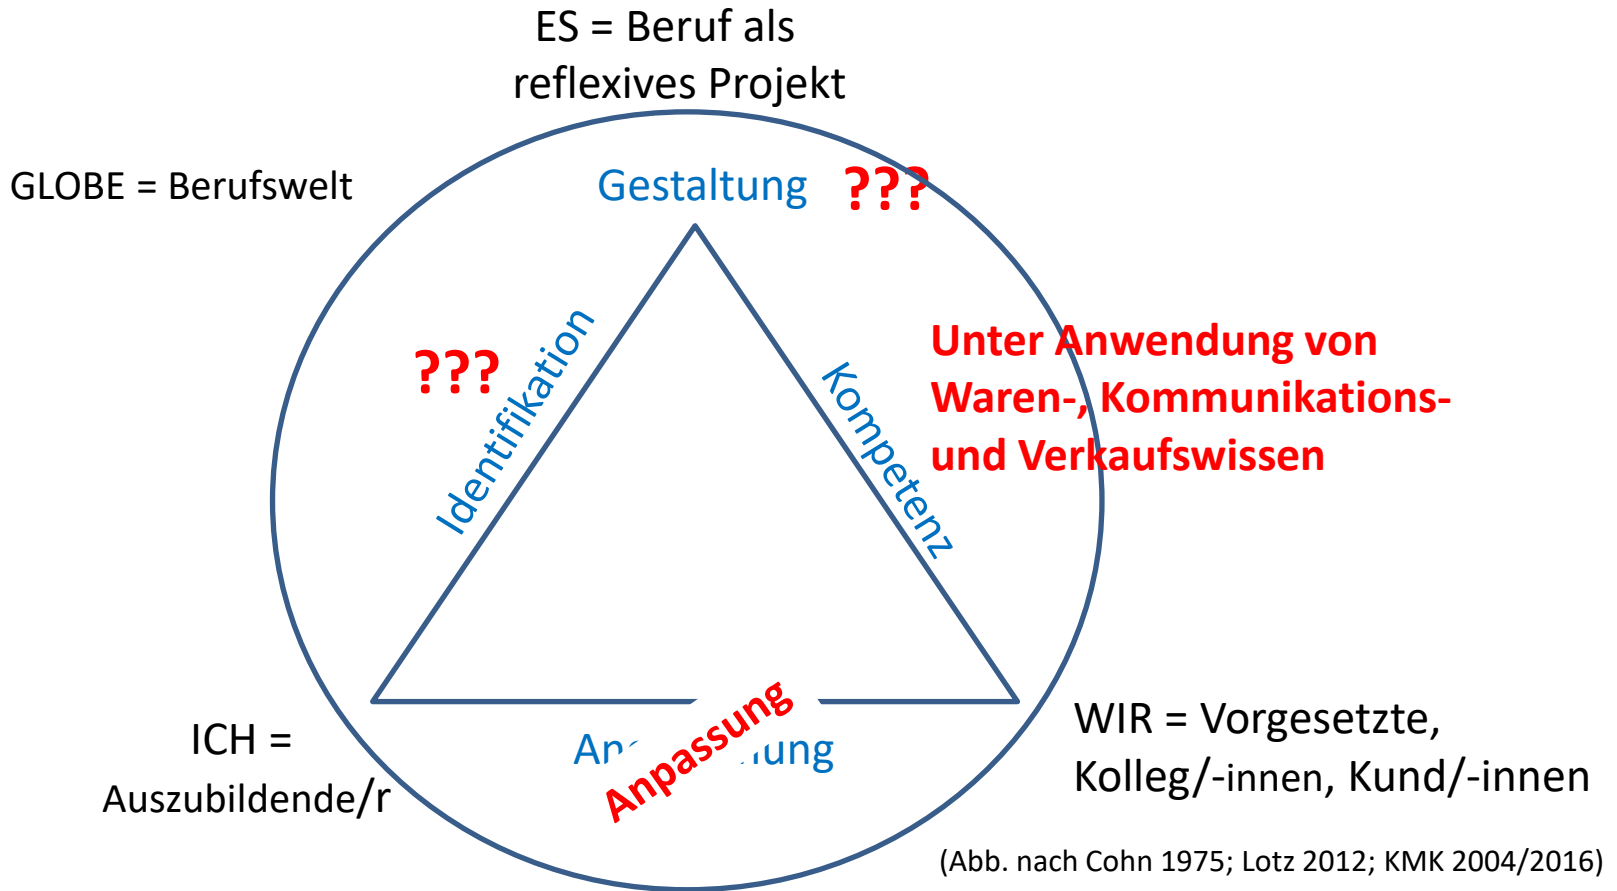 ES = Beruf als
reflexives Projekt
GLOBE = Berufswelt
Gestaltung ???
???
Identifikation
Kompetenz
Unter Anwendung von
Waren-, Kommunikations-
und Verkaufswissen
Anpassung
ICH =
Auszubildende/r
WIR = Vorgesetzte,
Kolleg/-innen, Kund/-innen
(Abb. nach Cohn 1975; Lotz 2012; KMK 2004/2016)